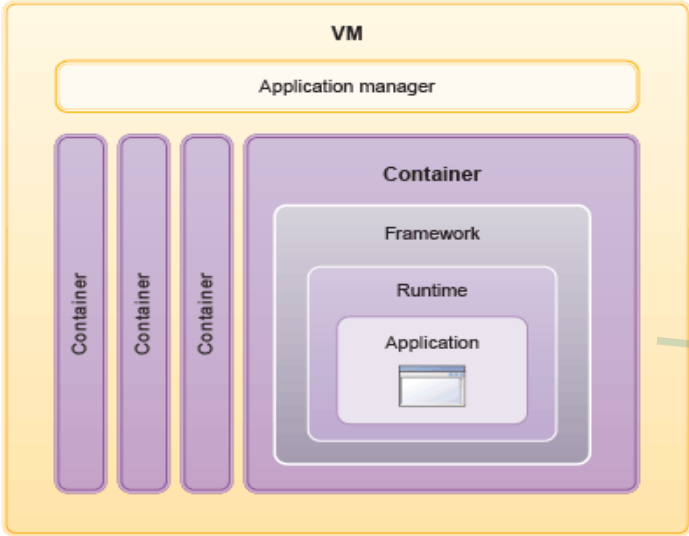 VM
Application manager
Container
Container
Container
Container
Framework
Runtime
Application